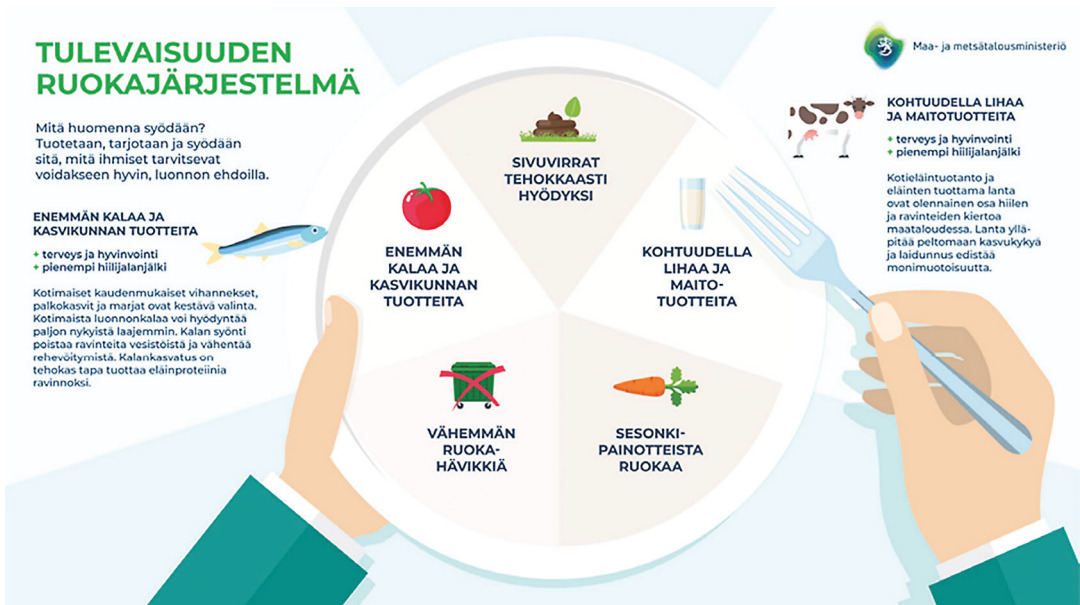 TULEVAISUUDEN
RUOKAJÄRJESTELMÄ
Mitä huomenna syödään?
Tuotetaan, tarjotaan ja syödään
sitä, mitä ihmiset tarvitsevat
voidakseen hyvin, luonnon ehdoilla.
ENEMMÄN KALAA JA
KASVIKUNNAN TUOTTEITA
+ terveys ja hyvinvointi
+ pienempi hiilijalanjälki
Kotimaiset kaudenmukaiset vihannekset,
palkokasvit ja marjat ovat kestävä valinta.
Kotimaista luonnonkalaa voi hyödyntää
paljon nykyistä laajemmin. Kalan syönti
poistaa ravinteita vesistöistä ja vähentää
rehevöitymistä. Kalankasvatus on
tehokas tapa tuottaa eläinproteiinia
ravinnoksi.
SIVUVIRRAT
TEHOKKAASTI
HYÖDYKSI
ENEMMÄN
KALAA JA
KASVIKUNNAN
TUOTTEITA
KOHTUUDELLA
LIHAA JA
MAITO-
TUOTTEITA
VÄHEMMÄN
RUOKA-
HÄVIKKIÄ
SESONKI-
PAINOTTEISTA
RUOKAA
Maa- ja metsätalousministeriö
KOHTUUDELLA LIHAA
JA MAITOTUOTTEITA
+ terveys ja hyvinvointi
+ pienempi hiilijalanjälki
Kotieläintuotanto ja
eläinten tuottama lanta
ovat olennainen osa hiilen
ja ravinteiden kiertoa
maataloudessa. Lanta yllä-
pitää peltomaan kasvukykyä
ja laidunnus edistää
monimuotoisuutta.